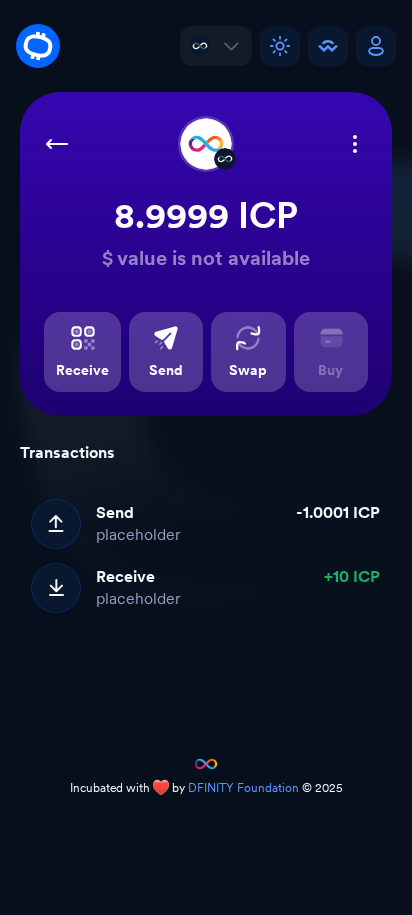 8.9999 ICP
$ value is not available
Receive
Send
Swap
Buy
Transactions
Send
-1.0001 ICP
placeholder
Receive
+10 ICP
placeholder
Incubated with ❤️ by DFINITY Foundation © 2025